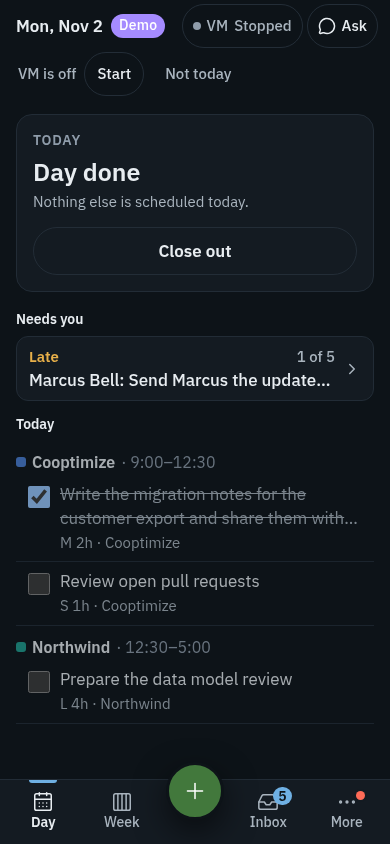 Mon, Nov 2 Demo VM Stopped Ask
VM is off Start Not today
TODAY
Day done
Nothing else is scheduled today.
Close out
Needs you
Late 1 of 5
Marcus Bell: Send Marcus the update...
Today
Cooptimize · 9:00–12:30
Write the migration notes for the
customer export and share them with...
M 2h · Cooptimize
Review open pull requests
S 1h · Cooptimize
Northwind · 12:30–5:00
Prepare the data model review
L 4h · Northwind
5
Day Week Inbox More